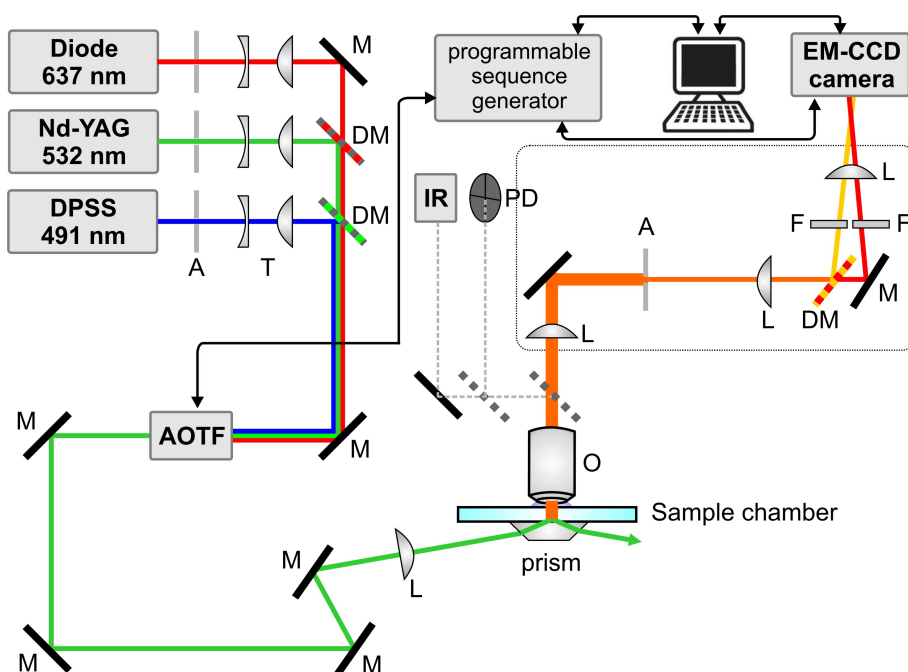 Diode
637 nm
M
programmable
sequence
generator
EM-CCD
camera
Nd-YAG
532 nm
DM
DPSS
491 nm
DM
A
T
IR
PD
L
F
F
A
L
DM
M
L
M
AOTF
M
O
Sample chamber
prism
M
L
M
M